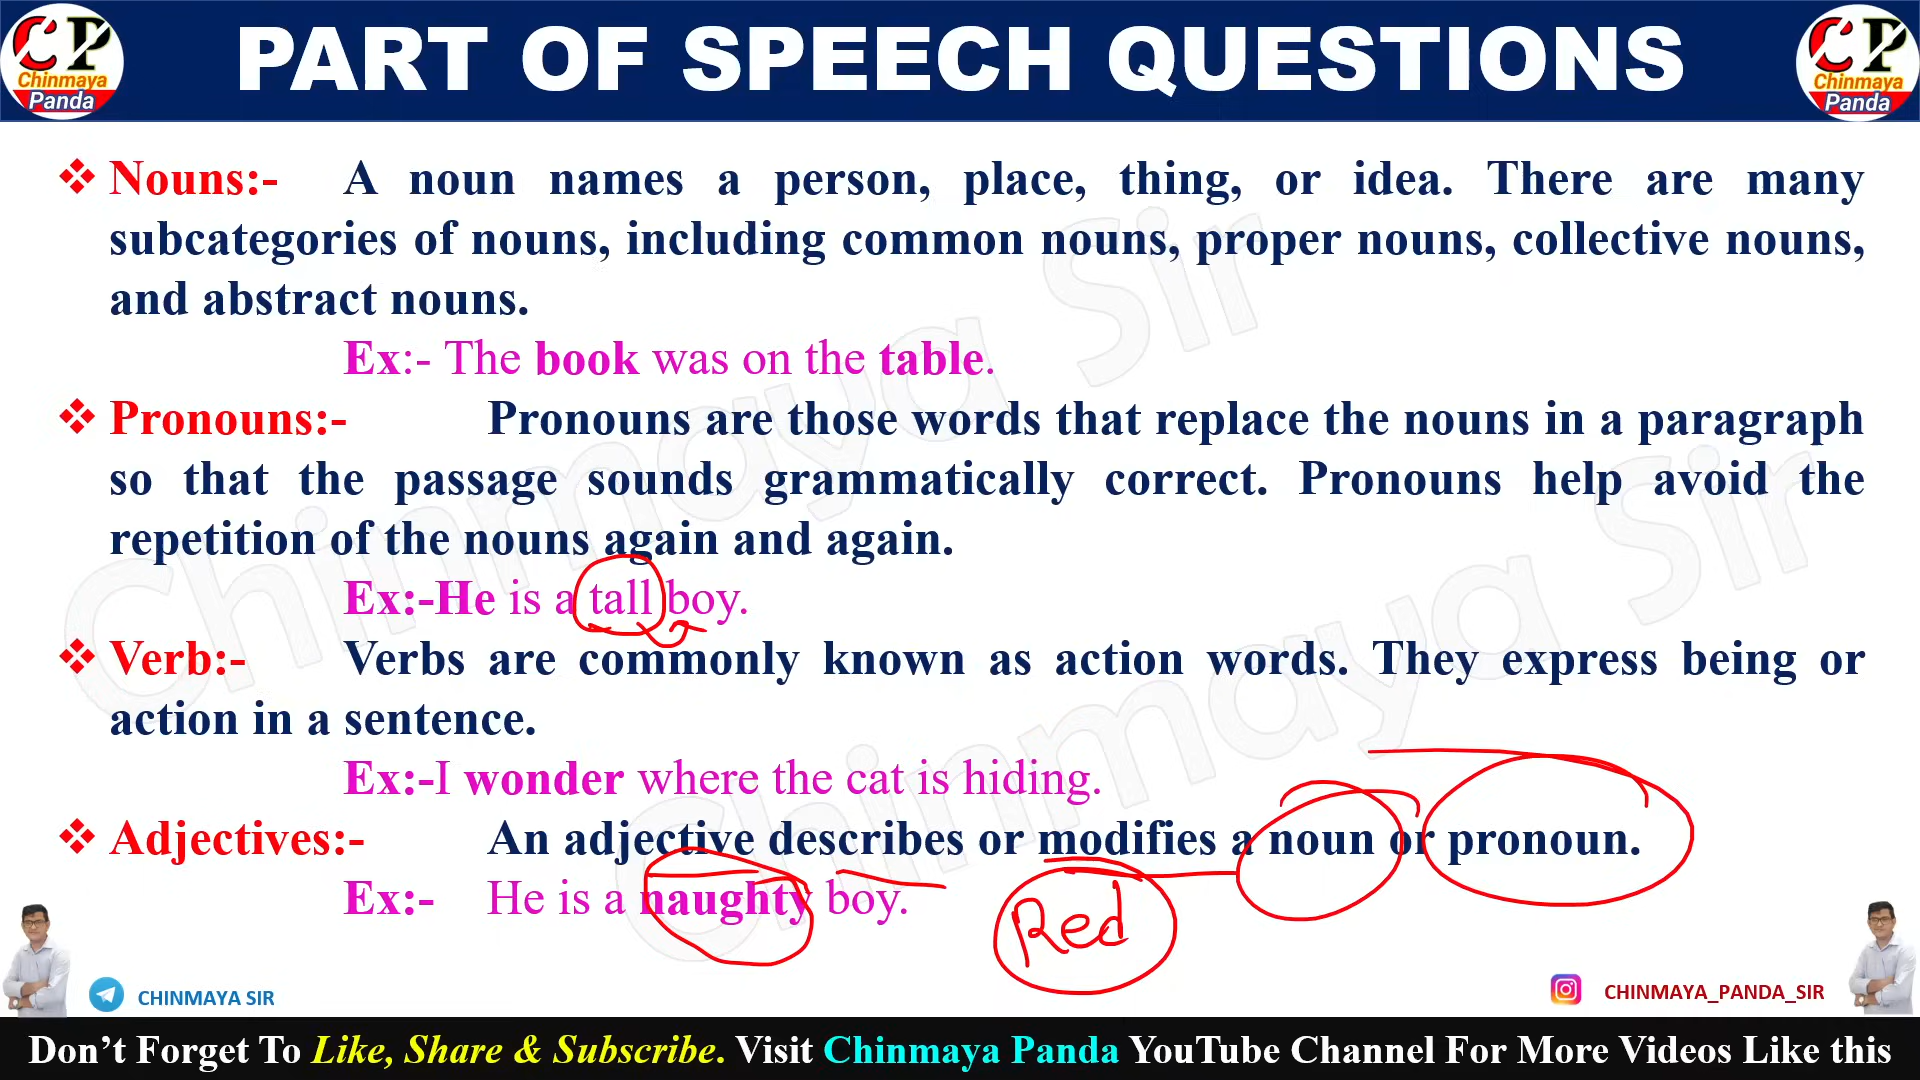 CP Chinmaya Panda
PART OF SPEECH QUESTIONS
CP Chinmaya Panda
❖ Nouns:- A noun names a person, place, thing, or idea. There are many
subcategories of nouns, including common nouns, proper nouns, collective nouns,
and abstract nouns.
Ex:- The book was on the table.
❖ Pronouns:- Pronouns are those words that replace the nouns in a paragraph
so that the passage sounds grammatically correct. Pronouns help avoid the
repetition of the nouns again and again.
Ex:-He is a tall boy.
❖ Verb:- Verbs are commonly known as action words. They express being or
action in a sentence.
Ex:-I wonder where the cat is hiding.
❖ Adjectives:- An adjective describes or modifies a noun or pronoun.
Ex:- He is a naughty boy.
Red
Chinmaya Sir
Chinmaya Sir
CHINMAYA SIR
CHINMAYA_PANDA_SIR
Don’t Forget To Like, Share & Subscribe. Visit Chinmaya Panda YouTube Channel For More Videos Like this